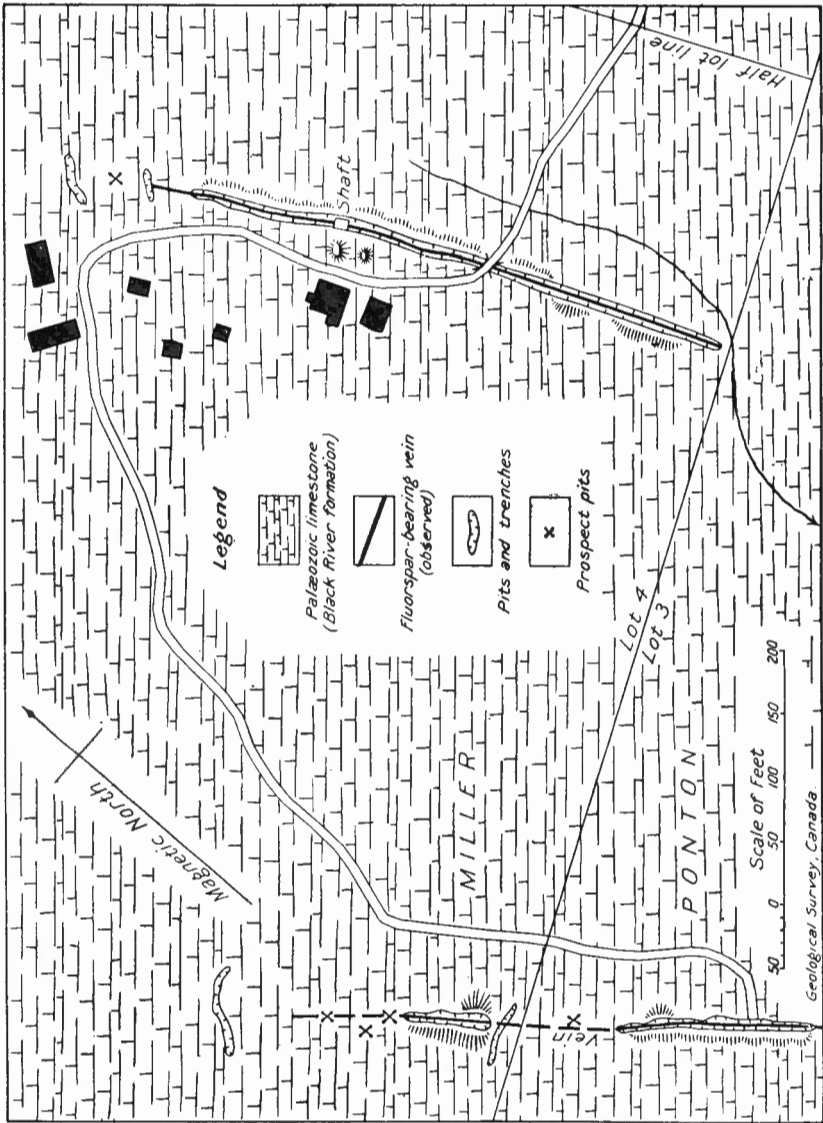 Half lot line
Shaft
Legend
Palæozoic limestone
(Black River formation)
Fluorspar-bearing vein
(observed)
Pits and trenches
Prospect pits
Magnetic North
MILLER
Lot 4
Lot 3
PONTON
Vein
Scale of Feet
50 0 50 100 150 200
Geological Survey, Canada